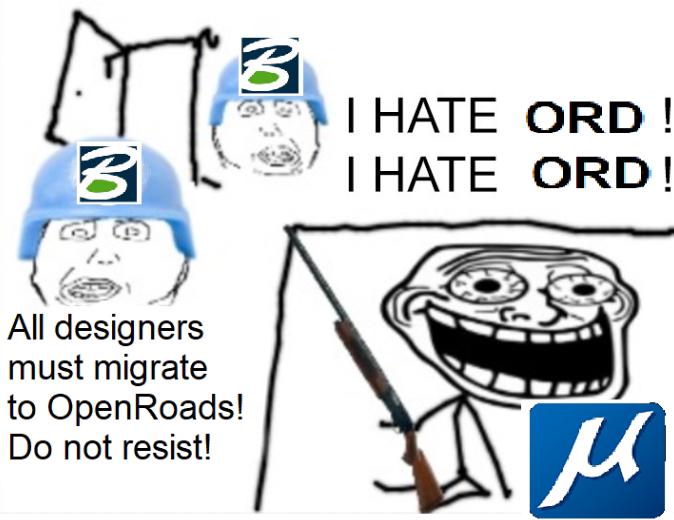 B
I HATE ORD !
I HATE ORD !
B
All designers
must migrate
to OpenRoads!
Do not resist!
µ